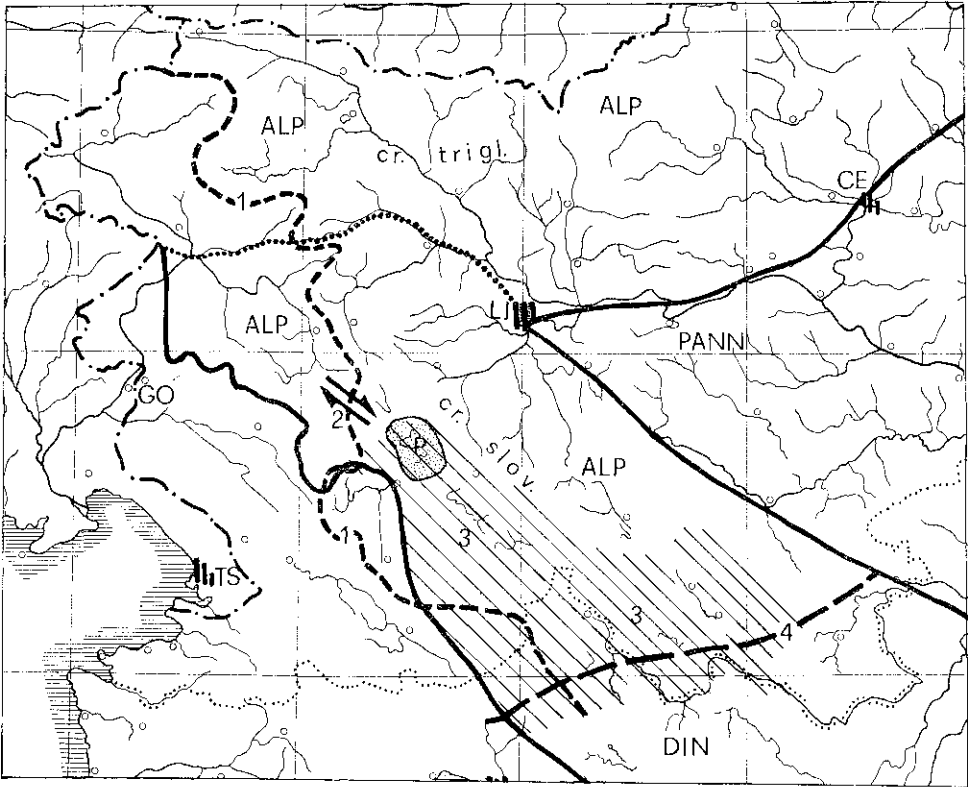 ALP
ALP
cr. trigl.
CE
1
LJ
ALP
PANN
GO
2
cr. slov.
P
ALP
3
1
TS
3
4
DIN